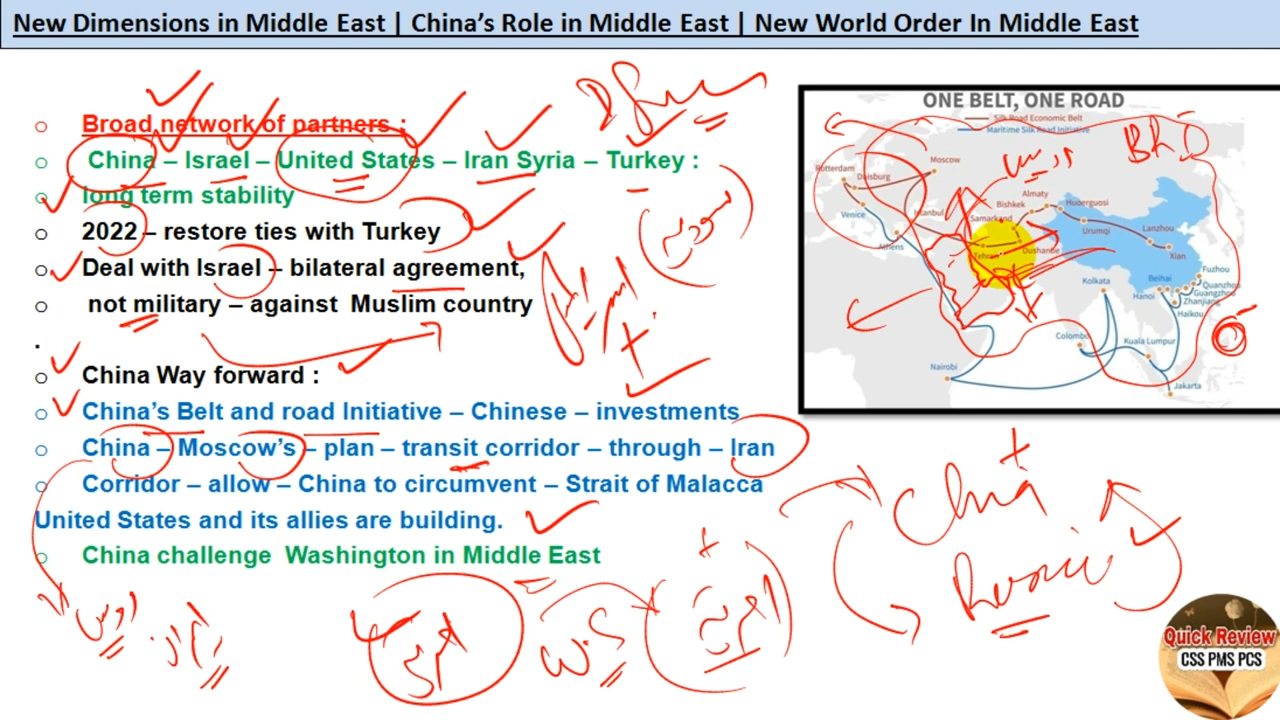 New Dimensions in Middle East | China's Role in Middle East | New World Order In Middle East
Broad network of partners :
China – Israel – United States – Iran Syria – Turkey :
long term stability
2022 – restore ties with Turkey
Deal with Israel – bilateral agreement,
not military – against Muslim country
.
China Way forward :
China's Belt and road Initiative – Chinese – investments
China – Moscow's – plan – transit corridor – through – Iran
Corridor – allow – China to circumvent – Strait of Malacca
United States and its allies are building.
China challenge Washington in Middle East
ONE BELT, ONE ROAD
Silk Road Economic Belt
Maritime Silk Road Initiative
BRI
Rotterdam
Duisburg
Moscow
Venice
Istanbul
Athens
Almaty
Bishkek
Huoerguosi
Samarkand
Urumqi
Lanzhou
Tehran
Dushanbe
Xian
Kolkata
Beihai
Fuzhou
Hanoi
Quanzhou
Guangzhou
Zhanjiang
Haikou
Colombo
Kuala Lumpur
Nairobi
Jakarta
China
+
Russia
U.S
Quick Review
CSS PMS PCS